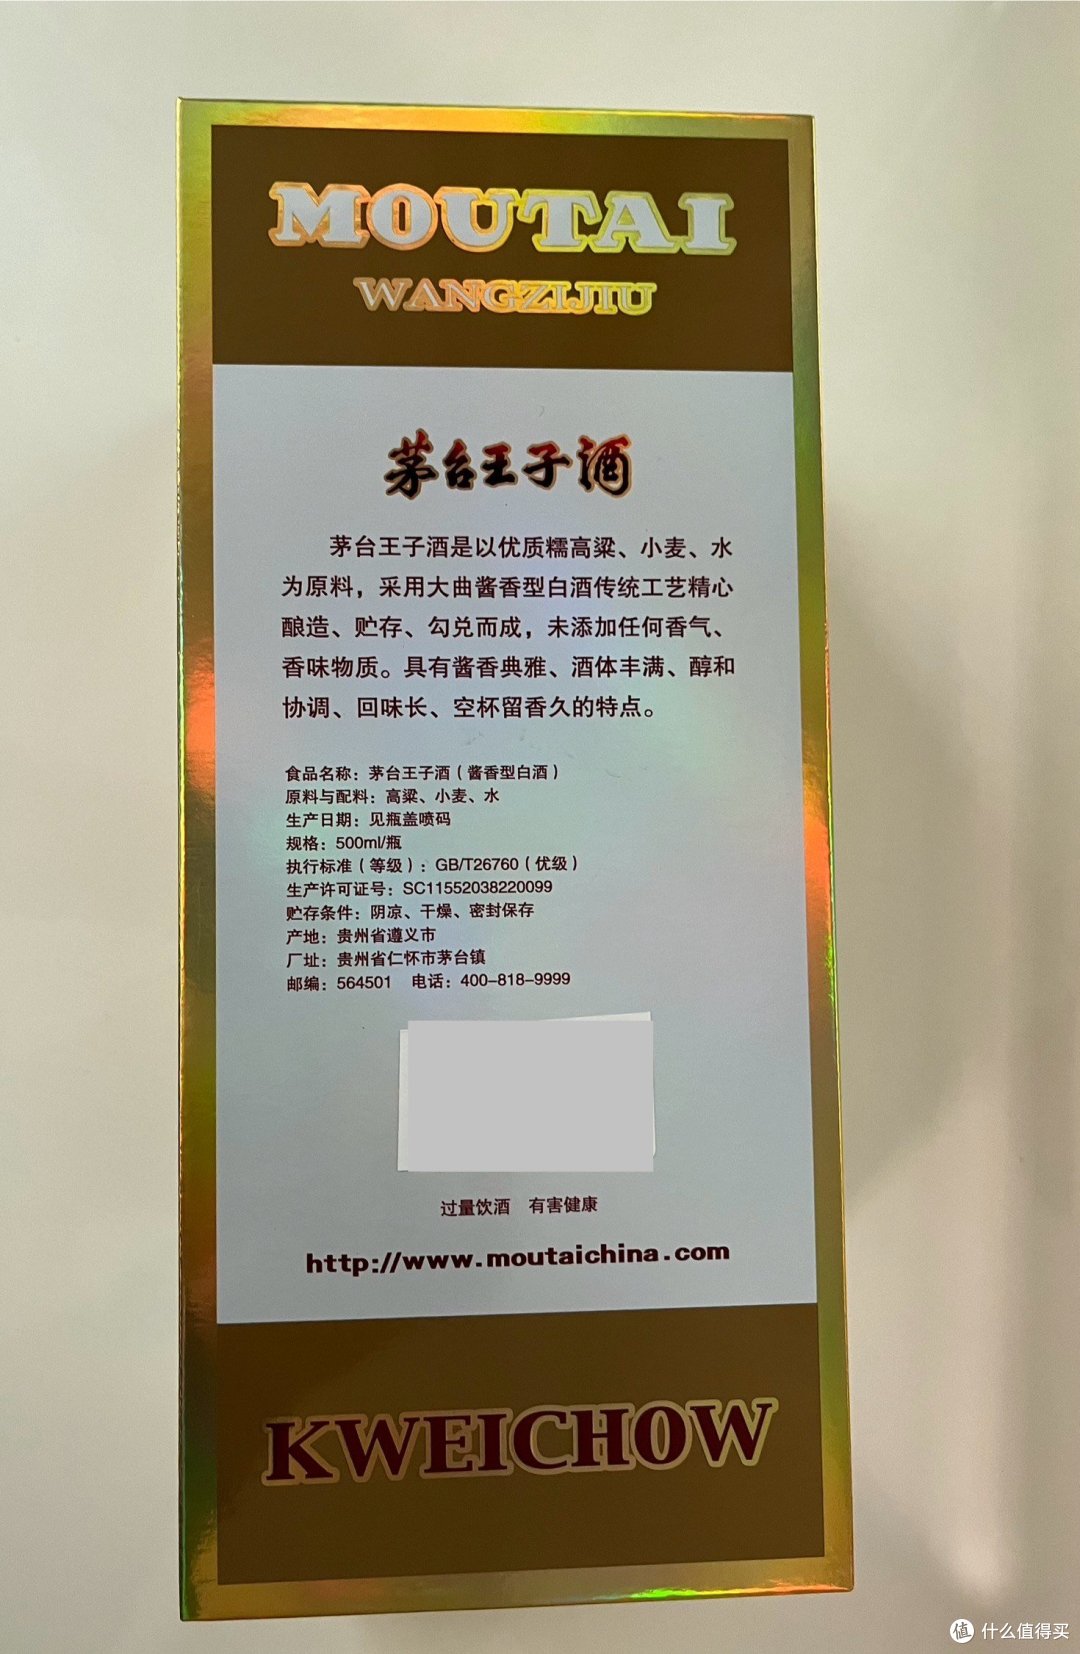 MOUTAI
WANGZIJIU
茅台王子酒
茅台王子酒是以优质糯高粱、小麦、水
为原料，采用大曲酱香型白酒传统工艺精心
酿造、贮存、勾兑而成，未添加任何香气、
香味物质。具有酱香典雅、酒体丰满、醇和
协调、回味长、空杯留香久的特点。
食品名称：茅台王子酒（酱香型白酒）
原料与配料：高粱、小麦、水
生产日期：见瓶盖喷码
规格：500ml/瓶
执行标准（等级）：GB/T26760（优级）
生产许可证号：SC11552038220099
贮存条件：阴凉、干燥、密封保存
产地：贵州省遵义市
厂址：贵州省仁怀市茅台镇
邮编：564501 电话：400-818-9999
过量饮酒 有害健康
http://www.moutaichina.com
KWEICHOW
值 什么值得买